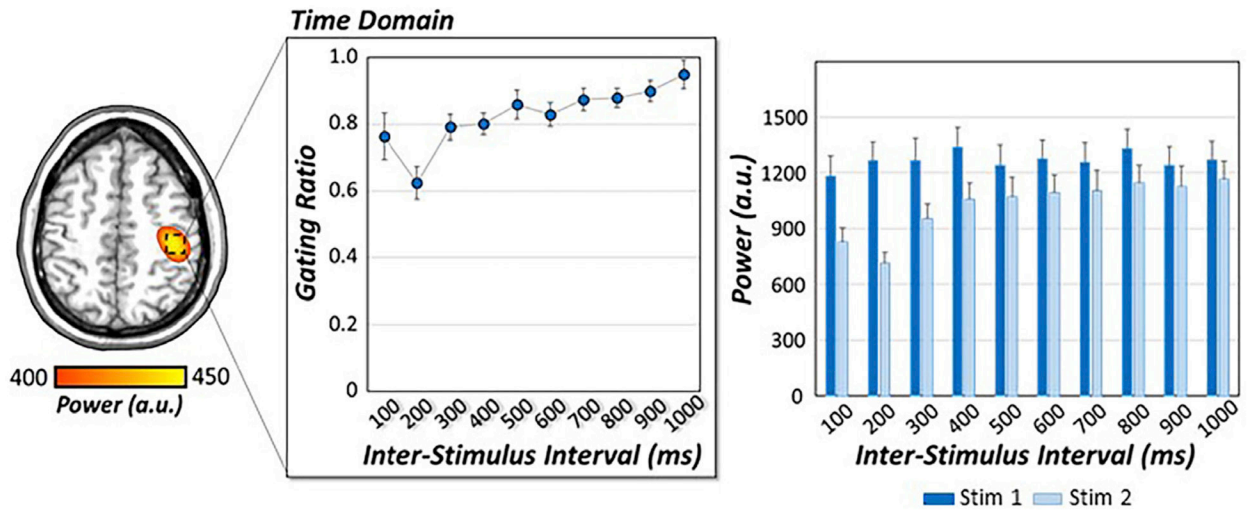 Time Domain
1.0
0.8
0.6
0.4
0.2
0
Gating Ratio
100 200 300 400 500 600 700 800 900 1000
Inter-Stimulus Interval (ms)
400 450
Power (a.u.)
1500
1200
900
600
300
0
Power (a.u.)
100 200 300 400 500 600 700 800 900 1000
Inter-Stimulus Interval (ms)
Stim 1 Stim 2